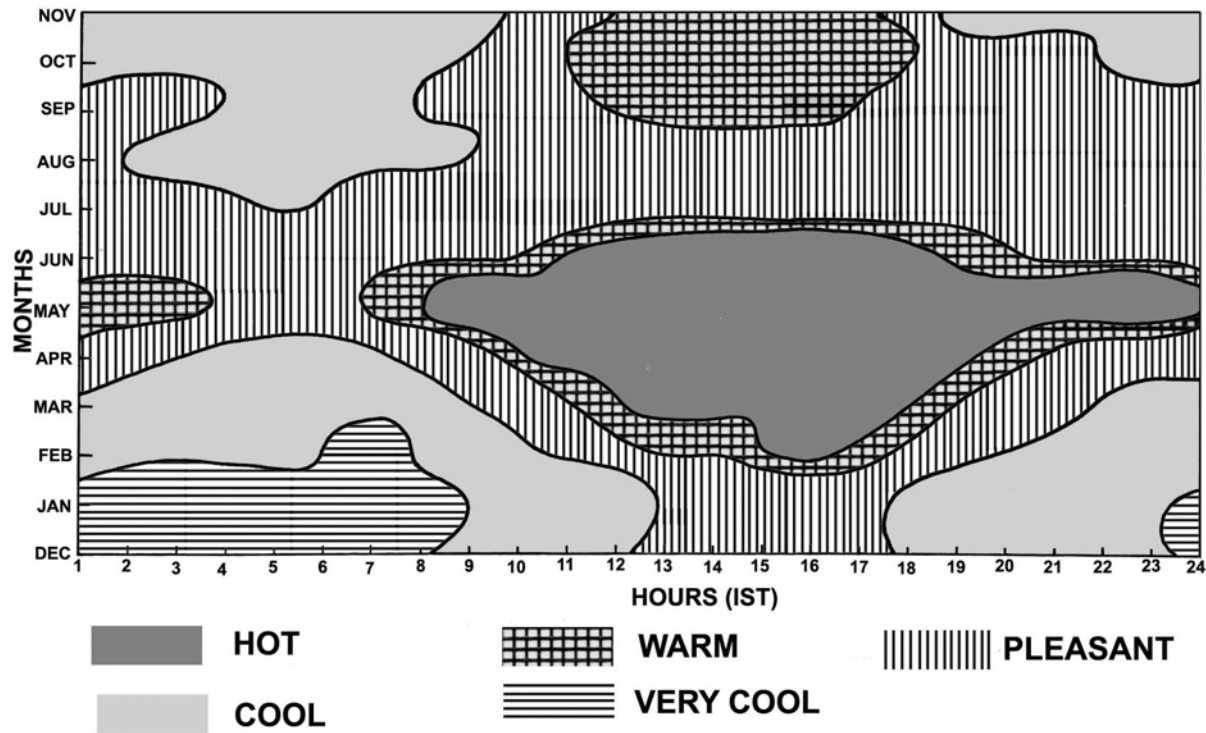 NOV
OCT
SEP
AUG
JUL
JUN
MAY
APR
MAR
FEB
JAN
DEC
MONTHS
1 2 3 4 5 6 7 8 9 10 11 12 13 14 15 16 17 18 19 20 21 22 23 24
HOURS (IST)
HOT WARM PLEASANT
COOL VERY COOL